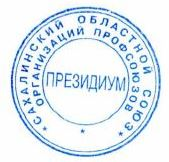 САХАЛИНСКИЙ ОБЛАСТНОЙ СОЮЗ
ОРГАНИЗАЦИЙ ПРОФСОЮЗОВ
ПРЕЗИДИУМ